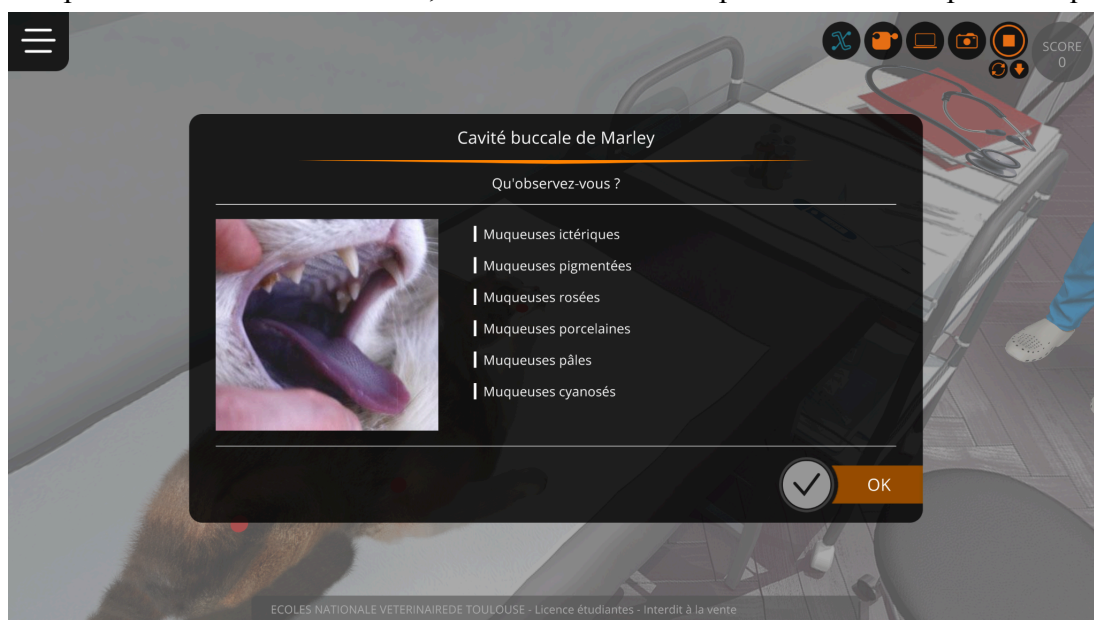 SCORE
0
Cavité buccale de Marley
Qu'observez-vous ?
Muqueuses ictériques
Muqueuses pigmentées
Muqueuses rosées
Muqueuses porcelaines
Muqueuses pâles
Muqueuses cyanosés
OK
ECOLES NATIONALE VETERINAIREDE TOULOUSE - Licence étudiantes - Interdit à la vente